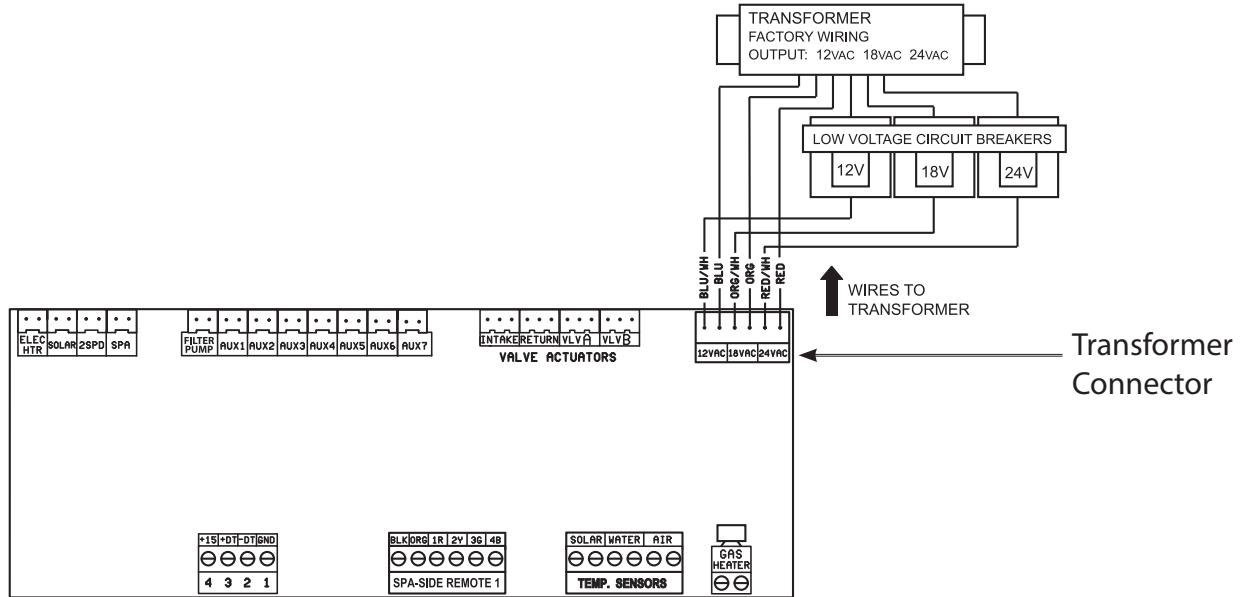 TRANSFORMER
FACTORY WIRING
OUTPUT: 12VAC 18VAC 24VAC
LOW VOLTAGE CIRCUIT BREAKERS
12V 18V 24V
BLU/WH BLU ORG/WH ORG RED/WH RED
WIRES TO
TRANSFORMER
ELEC
HTR SOLAR 2SPD SPA
FILTER
PUMP AUX1 AUX2 AUX3 AUX4 AUX5 AUX6 AUX7
INTAKE RETURN VLVA VLVB
VALVE ACTUATORS
12VAC 18VAC 24VAC
Transformer
Connector
+15 +DT -DT GND
4 3 2 1
BLK ORG 1R 2Y 3G 4B
SPA-SIDE REMOTE 1
SOLAR WATER AIR
TEMP. SENSORS
GAS
HEATER